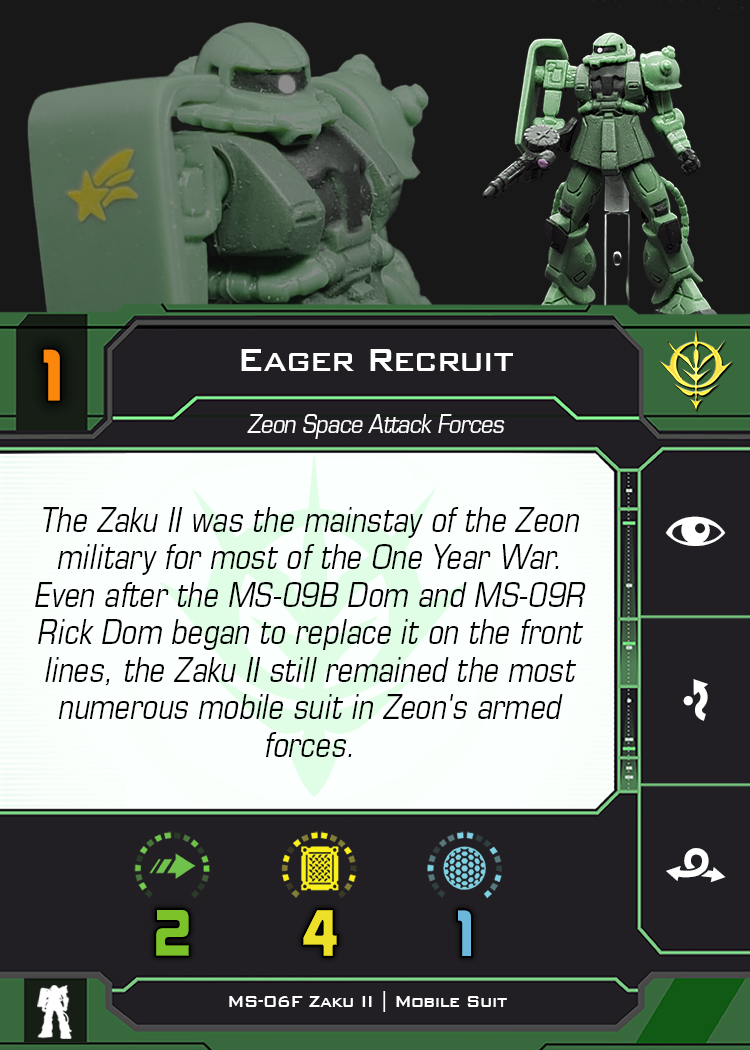 1
Eager Recruit
Zeon Space Attack Forces
The Zaku II was the mainstay of the Zeon
military for most of the One Year War.
Even after the MS-09B Dom and MS-09R
Rick Dom began to replace it on the front
lines, the Zaku II still remained the most
numerous mobile suit in Zeon's armed
forces.
2 4 1
MS-06F Zaku II | Mobile Suit